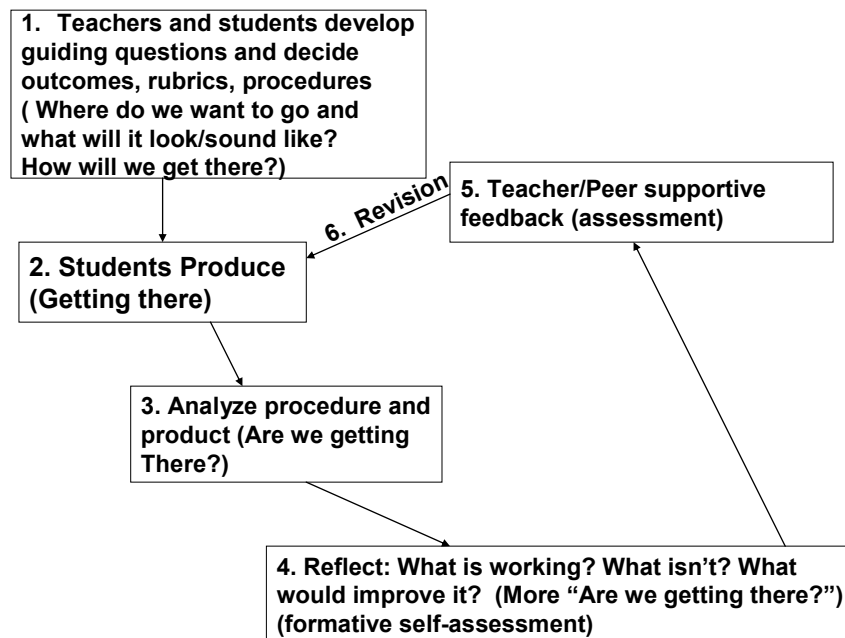 1. Teachers and students develop
guiding questions and decide
outcomes, rubrics, procedures
( Where do we want to go and
what will it look/sound like?
How will we get there?)
6. Revision
5. Teacher/Peer supportive
feedback (assessment)
2. Students Produce
(Getting there)
3. Analyze procedure and
product (Are we getting
There?)
4. Reflect: What is working? What isn’t? What
would improve it? (More “Are we getting there?”)
(formative self-assessment)